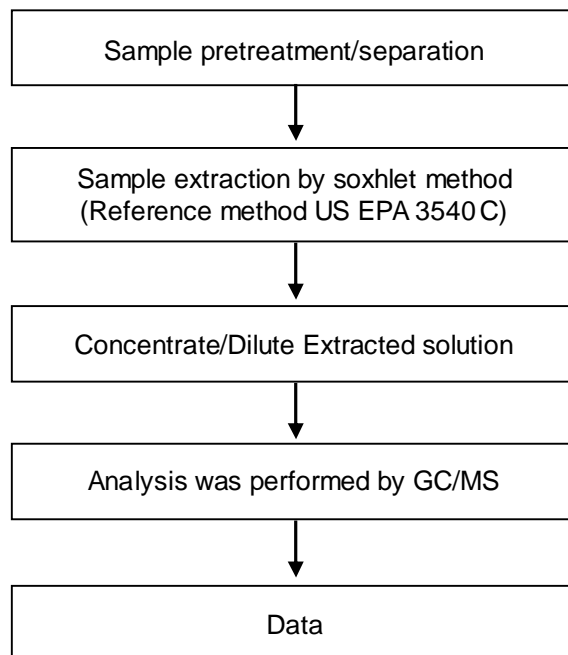 Sample pretreatment/separation
Sample extraction by soxhlet method
(Reference method US EPA 3540 C)
Concentrate/Dilute Extracted solution
Analysis was performed by GC/MS
Data